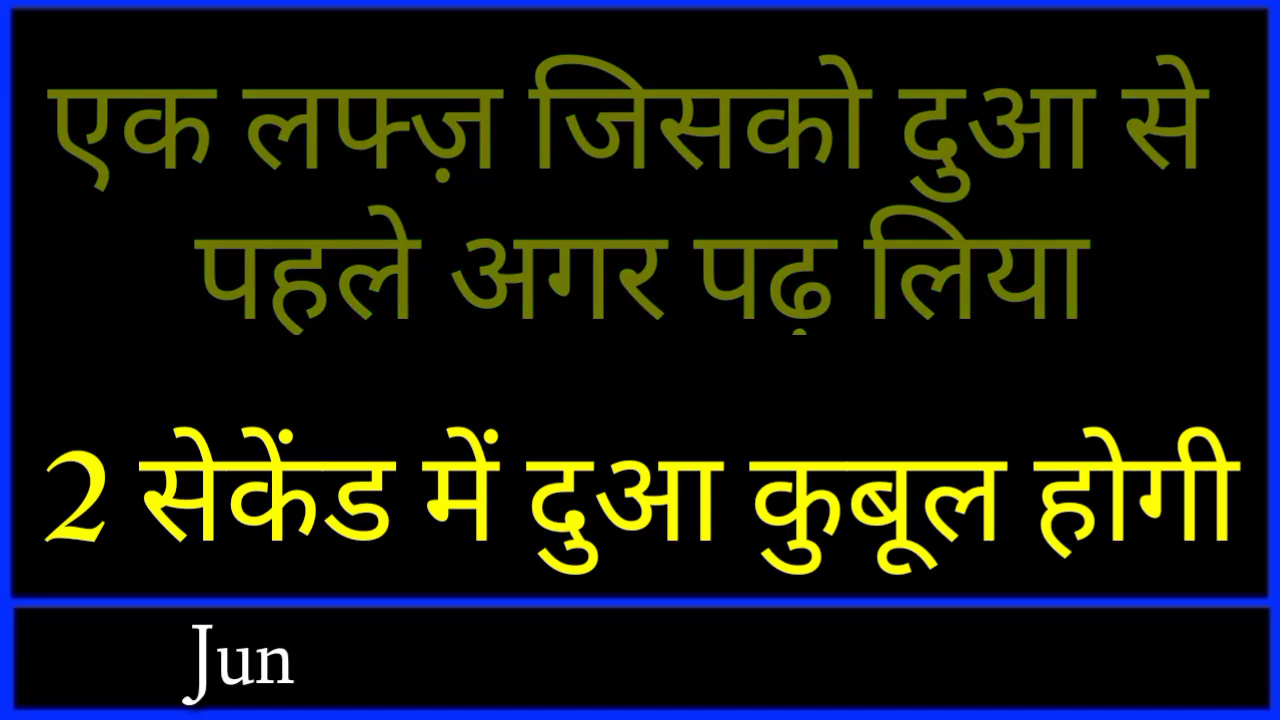 एक लफ्ज़ जिसको दुआ से
पहले अगर पढ़ लिया
2 सेकेंड में दुआ कुबूल होगी
Jun